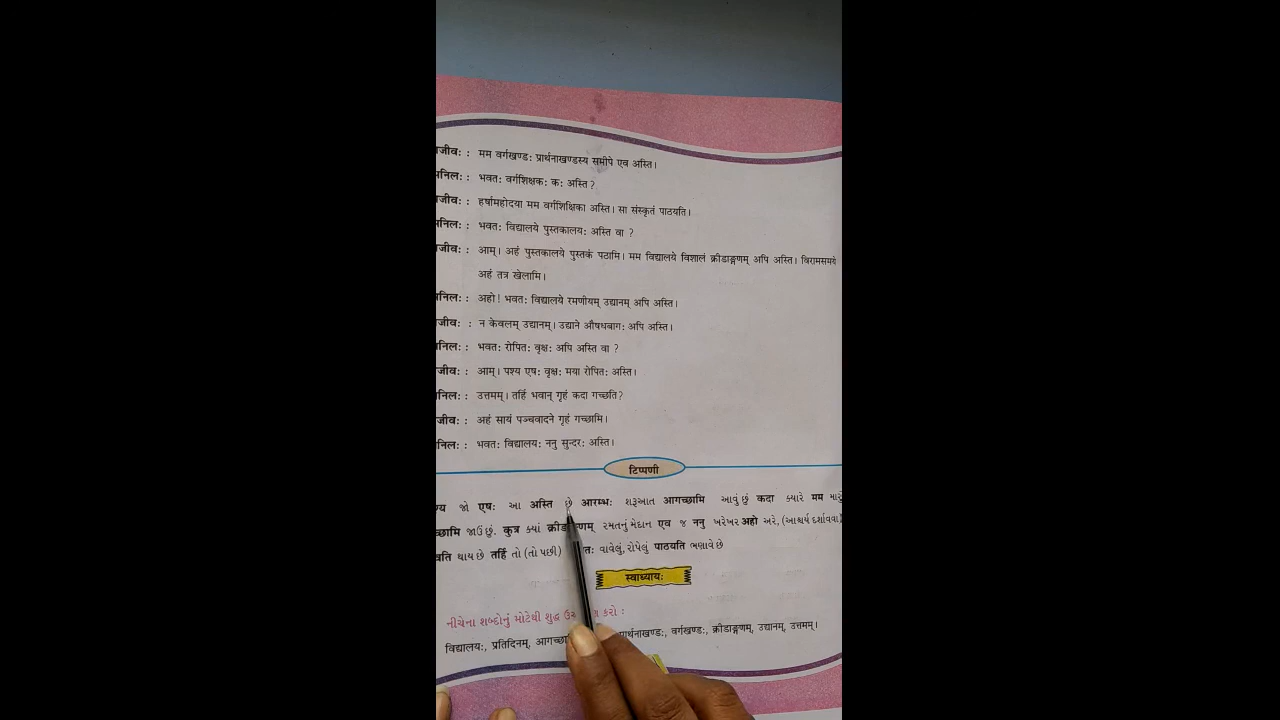 जीवः : मम वर्गखण्डः प्रार्थनाखण्डस्य समीपे एव अस्ति।
निलः : भवतः वर्गशिक्षकः कः अस्ति ?
जीवः : हर्षामहोदया मम वर्गशिक्षिका अस्ति। सा संस्कृतं पाठयति।
निलः : भवतः विद्यालये पुस्तकालयः अस्ति वा ?
जीवः : आम्। अहं पुस्तकालये पुस्तकं पठामि। मम विद्यालये विशालं क्रीडाङ्गणम् अपि अस्ति। विरामसमये
अहं तत्र खेलामि।
निलः : अहो! भवतः विद्यालये रमणीयम् उद्यानम् अपि अस्ति।
जीवः : न केवलम् उद्यानम्। उद्याने औषधबागः अपि अस्ति।
निलः : भवतः रोपितः वृक्षः अपि अस्ति वा ?
जीवः : आम्। पश्य एषः वृक्षः मया रोपितः अस्ति।
निलः : उत्तमम्। तर्हि भवान् गृहं कदा गच्छति?
जीवः : अहं सायं पञ्चवादने गृहं गच्छामि।
निलः : भवतः विद्यालयः ननु सुन्दरः अस्ति।
टिप्पणी
श्य જો एषः આ अस्ति છે आरम्भः શરૂઆત आगच्छामि આવું છું कदा ક્યારે मम મારું
च्छामि જાઉં છું. कुत्र ક્યાં રમતનું મેદાન एव જ ननु ખરેખર अहो અરે, (આશ્ચર્ય દર્શાવવા)
वति થાય છે तर्हि તો (તો પછી) વાવેલું, રોપેલું पाठयति ભણાવે છે
स्वाध्यायः
નીચેના શબ્દોનું મોટેથી શુદ્ધ કરો :
विद्यालयः, प्रतिदिनम्, प्रार्थनाखण्डः, वर्गखण्डः, क्रीडाङ्गणम्, उद्यानम्, उत्तमम्।